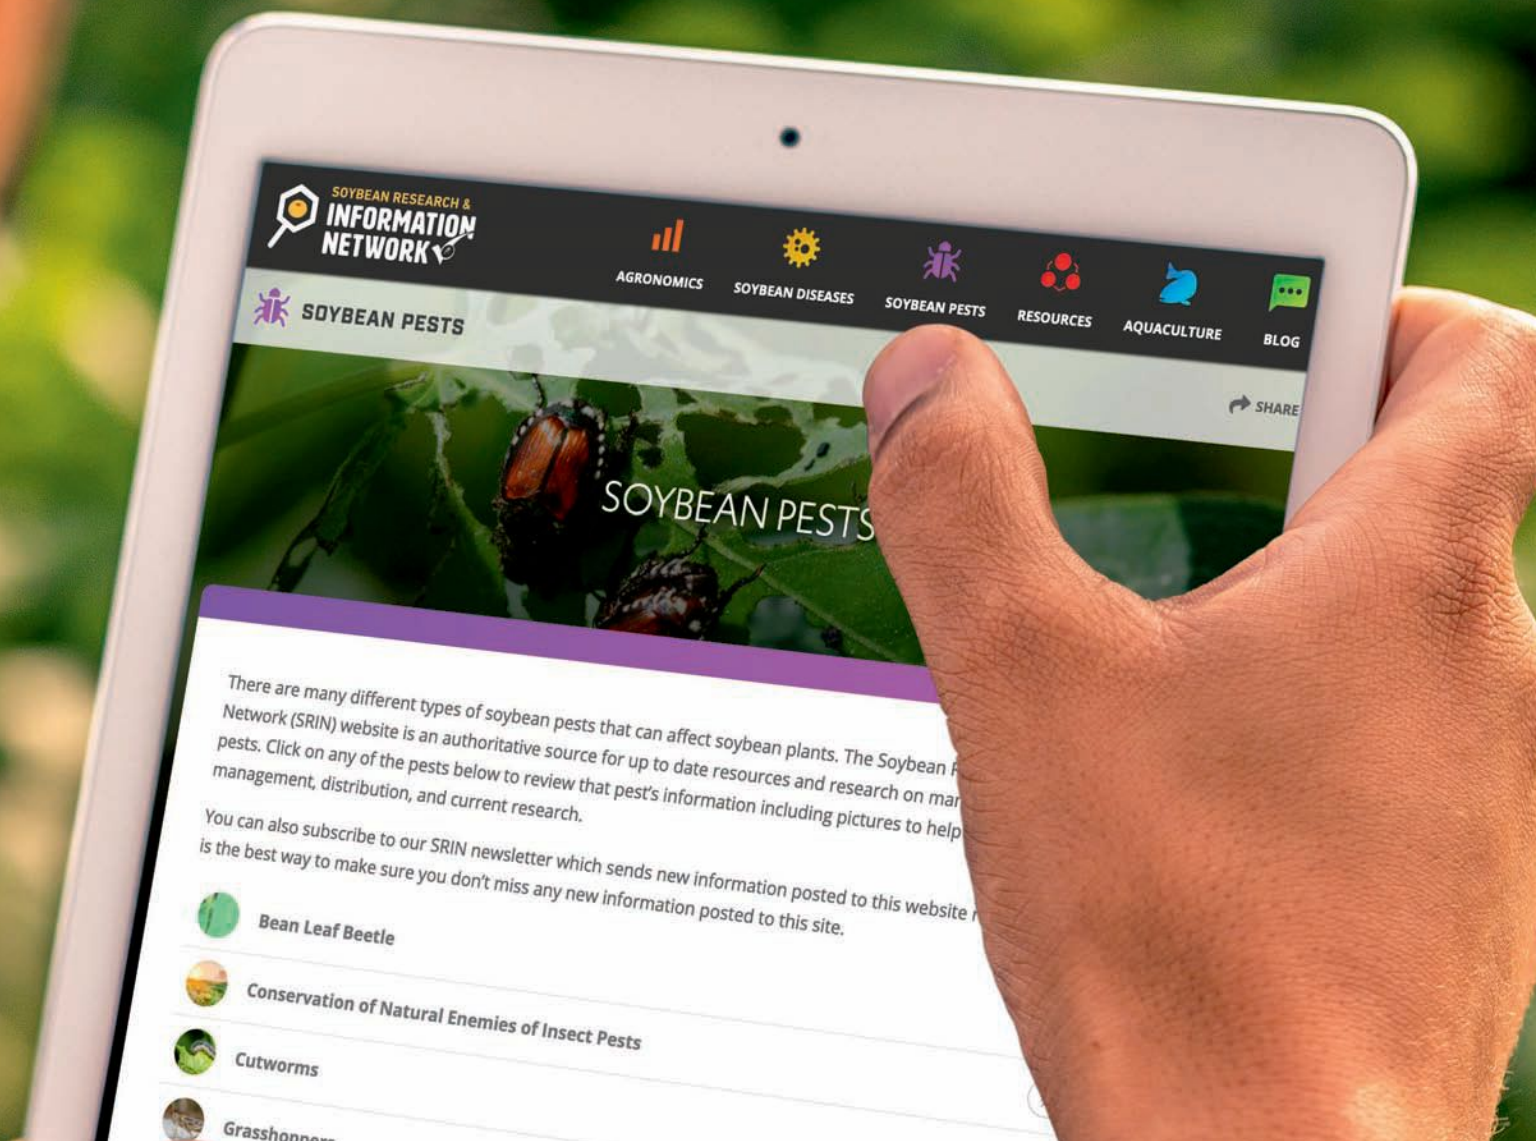 SOYBEAN RESEARCH &
INFORMATION
NETWORK
AGRONOMICS
SOYBEAN DISEASES
SOYBEAN PESTS
RESOURCES
AQUACULTURE
BLOG
SOYBEAN PESTS
SHARE
SOYBEAN PESTS
There are many different types of soybean pests that can affect soybean plants. The Soybean
Network (SRIN) website is an authoritative source for up to date resources and research on
pests. Click on any of the pests below to review that pest's information including pictures to help
management, distribution, and current research.
You can also subscribe to our SRIN newsletter which sends new information posted to this website
is the best way to make sure you don't miss any new information posted to this site.
Bean Leaf Beetle
Conservation of Natural Enemies of Insect Pests
Cutworms